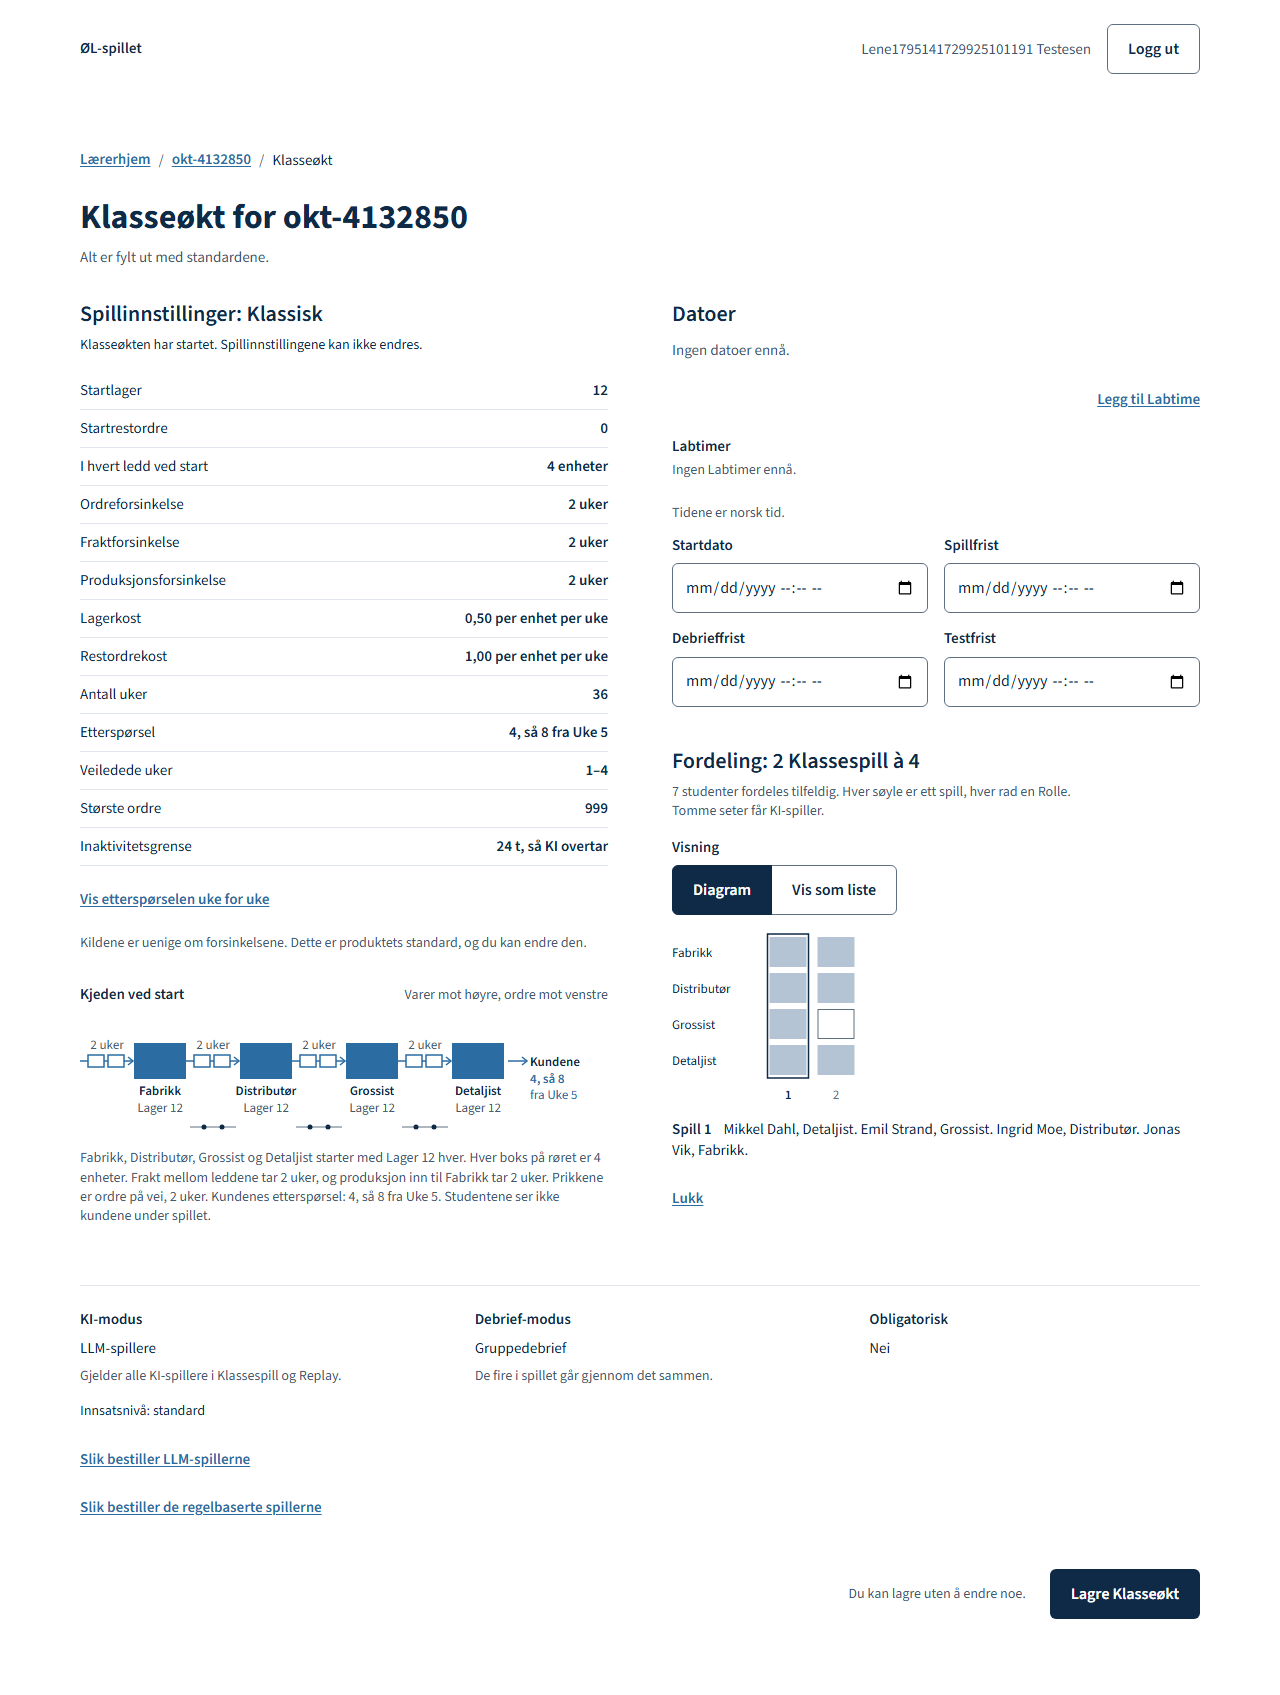 ØL-spillet
Lene1795141729925101191 Testesen
Logg ut
Lærerhjem / okt-4132850 / Klasseøkt
Klasseøkt for okt-4132850
Alt er fylt ut med standardene.
Spillinnstillinger: Klassisk
Klasseøkten har startet. Spillinnstillingene kan ikke endres.
Startlager 12
Startrestordre 0
I hvert ledd ved start 4 enheter
Ordreforsinkelse 2 uker
Fraktforsinkelse 2 uker
Produksjonsforsinkelse 2 uker
Lagerkost 0,50 per enhet per uke
Restordrekost 1,00 per enhet per uke
Antall uker 36
Etterspørsel 4, så 8 fra Uke 5
Veiledede uker 1–4
Største ordre 999
Inaktivitetsgrense 24 t, så KI overtar
Vis etterspørselen uke for uke
Kildene er uenige om forsinkelsene. Dette er produktets standard, og du kan endre den.
Kjeden ved start Varer mot høyre, ordre mot venstre
2 uker 2 uker 2 uker 2 uker
Kundene
4, så 8
fra Uke 5
Fabrikk Distributør Grossist Detaljist
Lager 12 Lager 12 Lager 12 Lager 12
Fabrikk, Distributør, Grossist og Detaljist starter med Lager 12 hver. Hver boks på røret er 4
enheter. Frakt mellom leddene tar 2 uker, og produksjon inn til Fabrikk tar 2 uker. Prikkene
er ordre på vei, 2 uker. Kundenes etterspørsel: 4, så 8 fra Uke 5. Studentene ser ikke
kundene under spillet.
Datoer
Ingen datoer ennå.
Legg til Labtime
Labtimer
Ingen Labtimer ennå.
Tidene er norsk tid.
Startdato Spillfrist
mm/dd/yyyy --:-- -- mm/dd/yyyy --:-- --
Debrieffrist Testfrist
mm/dd/yyyy --:-- -- mm/dd/yyyy --:-- --
Fordeling: 2 Klassespill à 4
7 studenter fordeles tilfeldig. Hver søyle er ett spill, hver rad en Rolle.
Tomme seter får KI-spiller.
Visning
Diagram Vis som liste
Fabrikk
Distributør
Grossist
Detaljist
1 2
Spill 1 Mikkel Dahl, Detaljist. Emil Strand, Grossist. Ingrid Moe, Distributør. Jonas
Vik, Fabrikk.
Lukk
KI-modus
LLM-spillere
Gjelder alle KI-spillere i Klassespill og Replay.
Innsatsnivå: standard
Slik bestiller LLM-spillerne
Slik bestiller de regelbaserte spillerne
Debrief-modus
Gruppedebrief
De fire i spillet går gjennom det sammen.
Obligatorisk
Nei
Du kan lagre uten å endre noe.
Lagre Klasseøkt